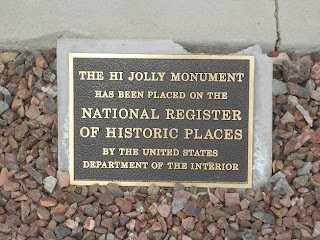 THE HI JOLLY MONUMENT
HAS BEEN PLACED ON THE
NATIONAL REGISTER
OF HISTORIC PLACES
BY THE UNITED STATES
DEPARTMENT OF THE INTERIOR